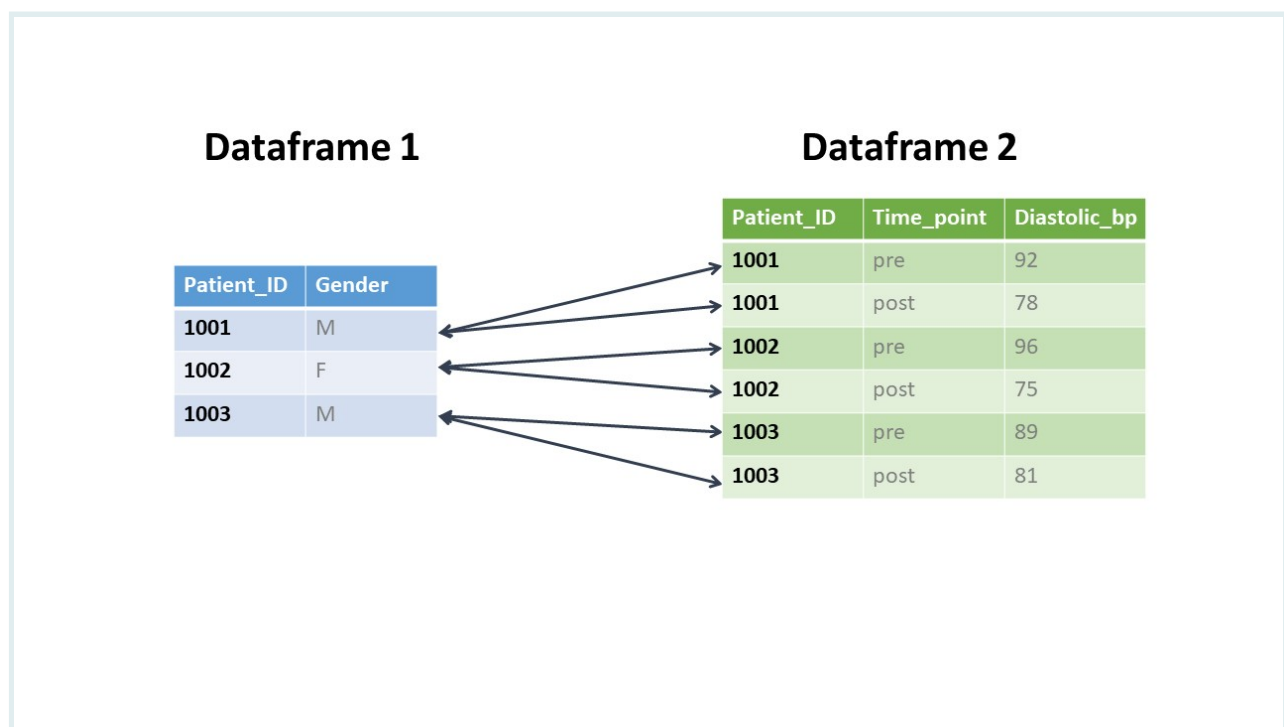 Dataframe 1
Patient_ID Gender
1001 M
1002 F
1003 M
Dataframe 2
Patient_ID Time_point Diastolic_bp
1001 pre 92
1001 post 78
1002 pre 96
1002 post 75
1003 pre 89
1003 post 81